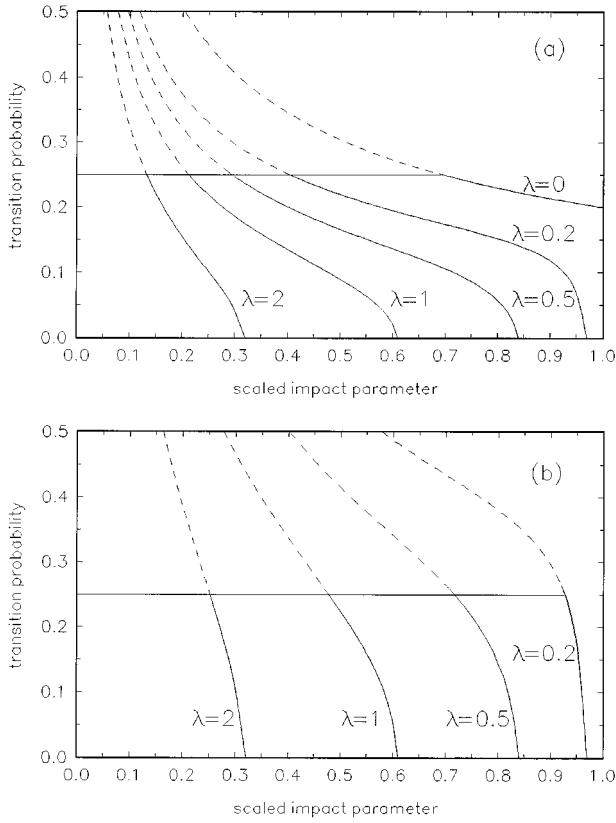 (a)
transition probability
0.5
0.4
0.3
0.2
0.1
0.0
λ=0
λ=0.2
λ=0.5
λ=1
λ=2
0.0 0.1 0.2 0.3 0.4 0.5 0.6 0.7 0.8 0.9 1.0
scaled impact parameter
(b)
transition probability
0.5
0.4
0.3
0.2
0.1
0.0
λ=0.2
λ=2
λ=1
λ=0.5
0.0 0.1 0.2 0.3 0.4 0.5 0.6 0.7 0.8 0.9 1.0
scaled impact parameter